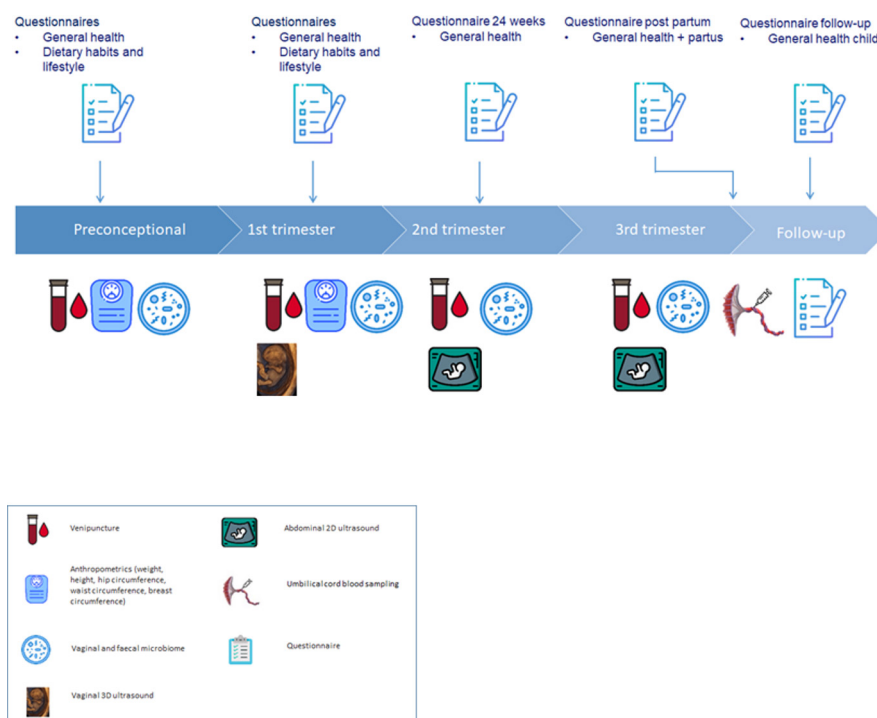 Questionnaires
• General health
• Dietary habits and
lifestyle
Questionnaires
• General health
• Dietary habits and
lifestyle
Questionnaire 24 weeks
• General health
Questionnaire post partum
• General health + partus
Questionnaire follow-up
• General health child
Preconceptional
1st trimester
2nd trimester
3rd trimester
Follow-up
Venipuncture
Anthropometrics (weight,
height, hip circumference,
waist circumference, breast
circumference)
Vaginal and faecal microbiome
Vaginal 3D ultrasound
Abdominal 2D ultrasound
Umbilical cord blood sampling
Questionnaire